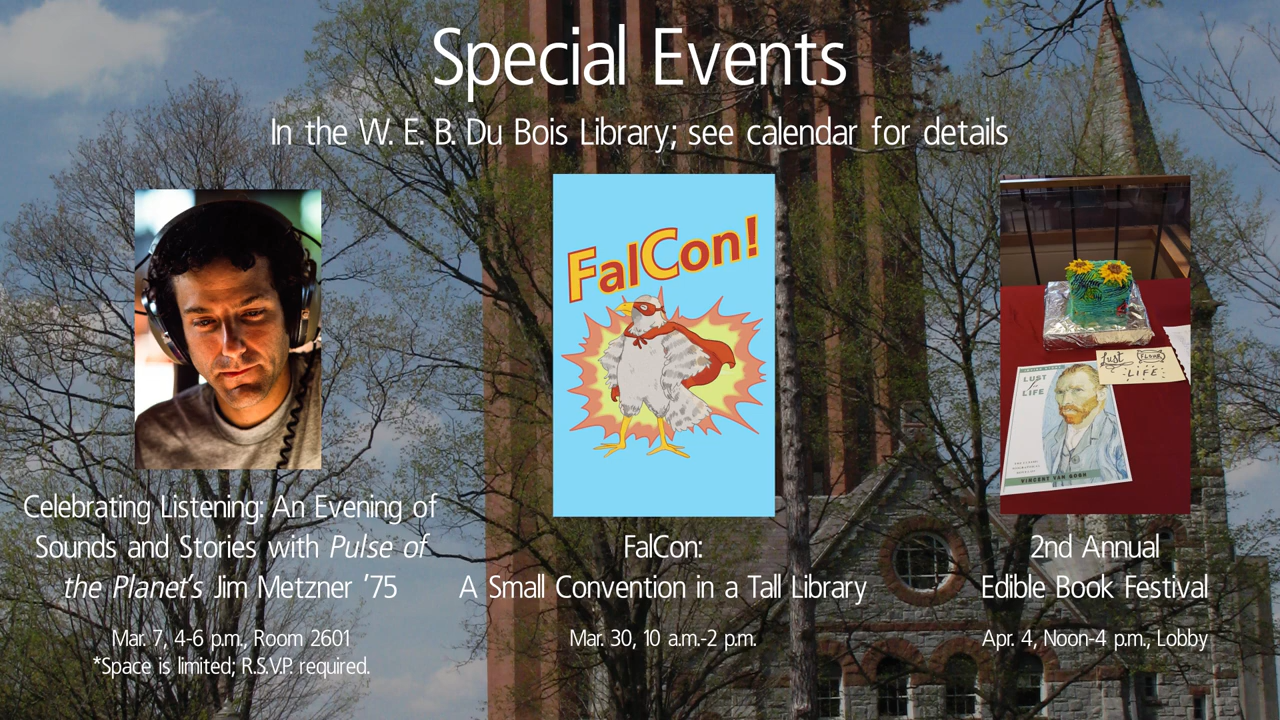 Special Events
In the W. E. B. Du Bois Library; see calendar for details
FalCon!
Lust
FLOUR
LIFE
LUST
for
LIFE
VINCENT VAN GOGH
Celebrating Listening: An Evening of
Sounds and Stories with Pulse of
the Planet's Jim Metzner '75
Mar. 7, 4-6 p.m., Room 2601
*Space is limited; R.S.V.P. required.
FalCon:
A Small Convention in a Tall Library
Mar. 30, 10 a.m.-2 p.m.
2nd Annual
Edible Book Festival
Apr. 4, Noon-4 p.m., Lobby